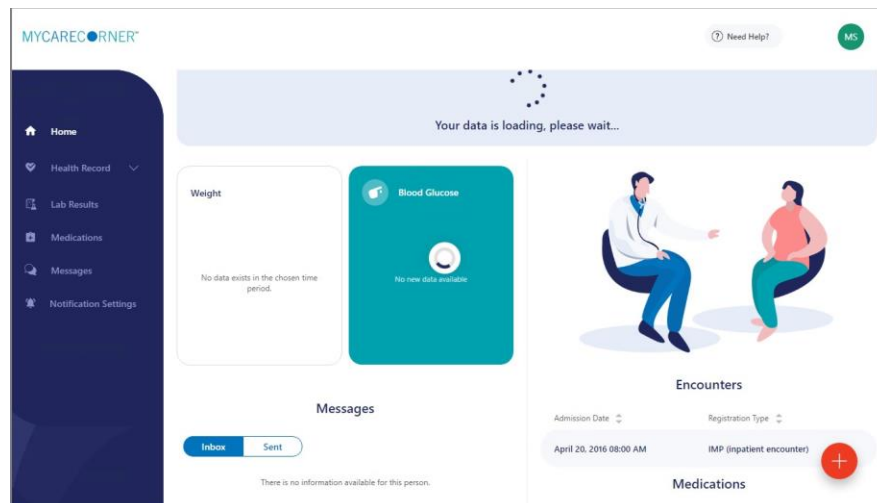 MYCARECORNER™
Need Help?
MS
Your data is loading, please wait...
Home
Health Record
Lab Results
Medications
Messages
Notification Settings
Weight
No data exists in the chosen time
period.
Blood Glucose
No new data available
Messages
Inbox
Sent
There is no information available for this person.
Encounters
Admission Date
Registration Type
April 20, 2016 08:00 AM
IMP (inpatient encounter)
Medications